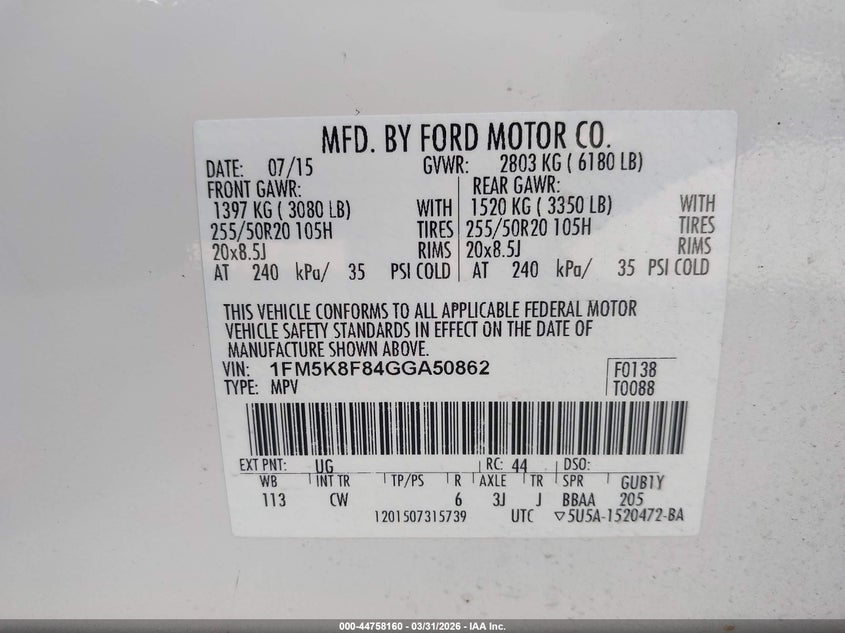 MFD. BY FORD MOTOR CO.
DATE: 07/15 GVWR: 2803 KG ( 6180 LB)
FRONT GAWR: REAR GAWR:
1397 KG ( 3080 LB) WITH 1520 KG ( 3350 LB) WITH
255/50R20 105H TIRES 255/50R20 105H TIRES
20x8.5J RIMS 20x8.5J RIMS
AT 240 kPa/ 35 PSI COLD AT 240 kPa/ 35 PSI COLD
THIS VEHICLE CONFORMS TO ALL APPLICABLE FEDERAL MOTOR
VEHICLE SAFETY STANDARDS IN EFFECT ON THE DATE OF
MANUFACTURE SHOWN ABOVE.
VIN: 1FM5K8F84GGA50862 F0138
TYPE: MPV T0088
EXT PNT: UG RC: 44 DSO:
WB INT TR TP/PS R AXLE TR SPR GUB1Y
113 CW 6 3J J BBAA 205
1201507315739 UTC ▽5U5A-1520472-BA
000-44758160 - 03/31/2026 - IAA Inc.